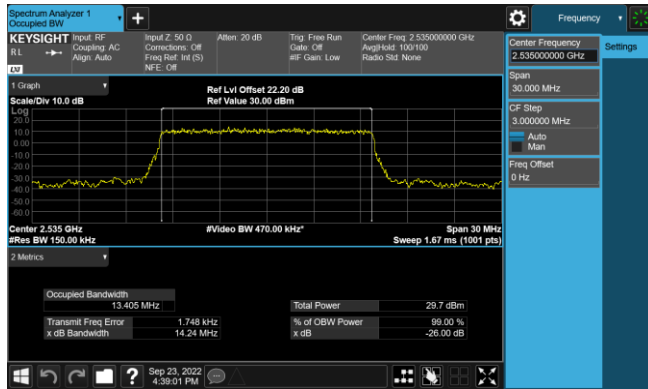 Spectrum Analyzer 1
Occupied BW
+
Frequency
KEYSIGHT
R L
LXI
Input: RF
Coupling: AC
Align: Auto
Input Z: 50 Ω
Corrections: Off
Freq Ref: Int (S)
NFE: Off
Atten: 20 dB
Trig: Free Run
Gate: Off
#IF Gain: Low
Center Freq: 2.535000000 GHz
Avg|Hold: 100/100
Radio Std: None
Center Frequency
2.535000000 GHz
Settings
Span
30.000 MHz
CF Step
3.000000 MHz
Auto
Man
Freq Offset
0 Hz
1 Graph
Scale/Div 10.0 dB
Ref Lvl Offset 22.20 dB
Ref Value 30.00 dBm
Log
20.0
10.0
0.00
-10.0
-20.0
-30.0
-40.0
-50.0
-60.0
Center 2.535 GHz
#Video BW 470.00 kHz*
Span 30 MHz
#Res BW 150.00 kHz
Sweep 1.67 ms (1001 pts)
2 Metrics
Occupied Bandwidth
13.405 MHz
Total Power 29.7 dBm
Transmit Freq Error 1.748 kHz
% of OBW Power 99.00 %
x dB Bandwidth 14.24 MHz
x dB -26.00 dB
?
Sep 23, 2022
4:39:01 PM